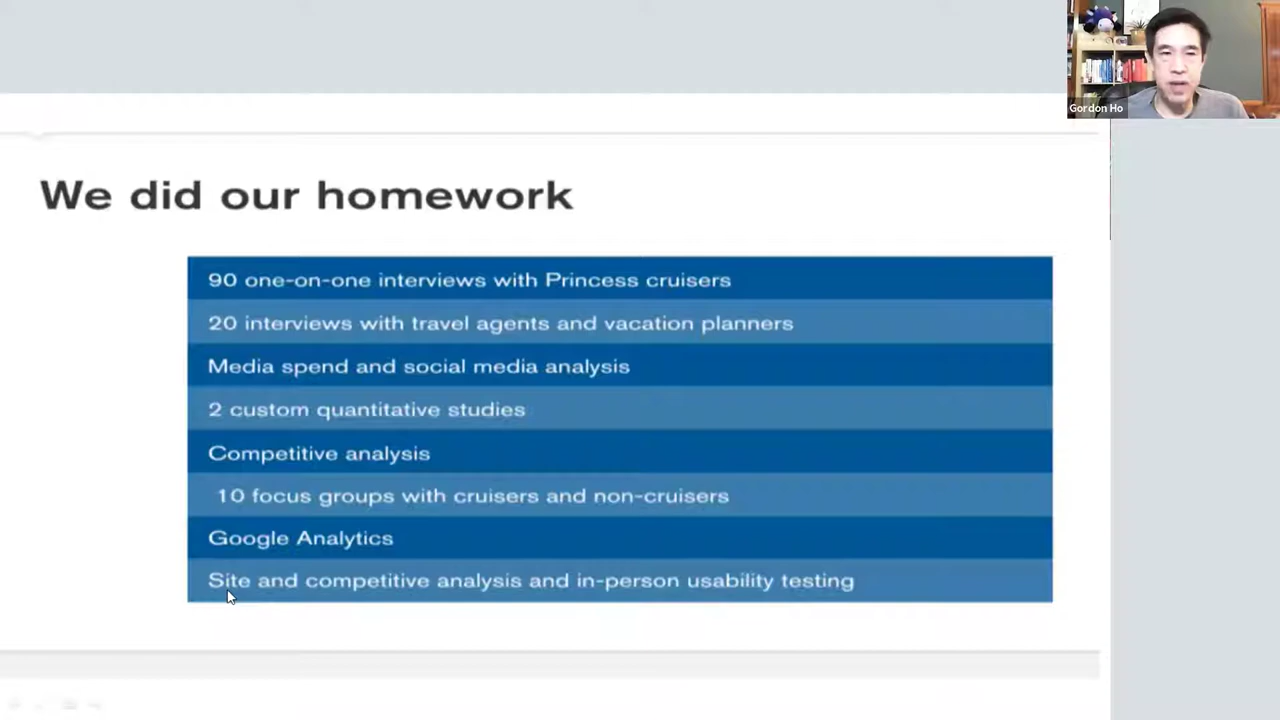 Gordon Ho
We did our homework
90 one-on-one interviews with Princess cruisers
20 interviews with travel agents and vacation planners
Media spend and social media analysis
2 custom quantitative studies
Competitive analysis
10 focus groups with cruisers and non-cruisers
Google Analytics
Site and competitive analysis and in-person usability testing